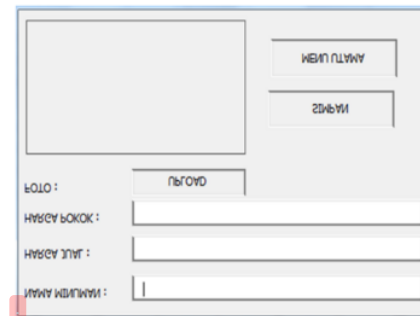 NAMA MINUMAN :
HARGA JUAL :
HARGA POKOK :
FOTO : UPLOAD
SIMPAN
MENU UTAMA